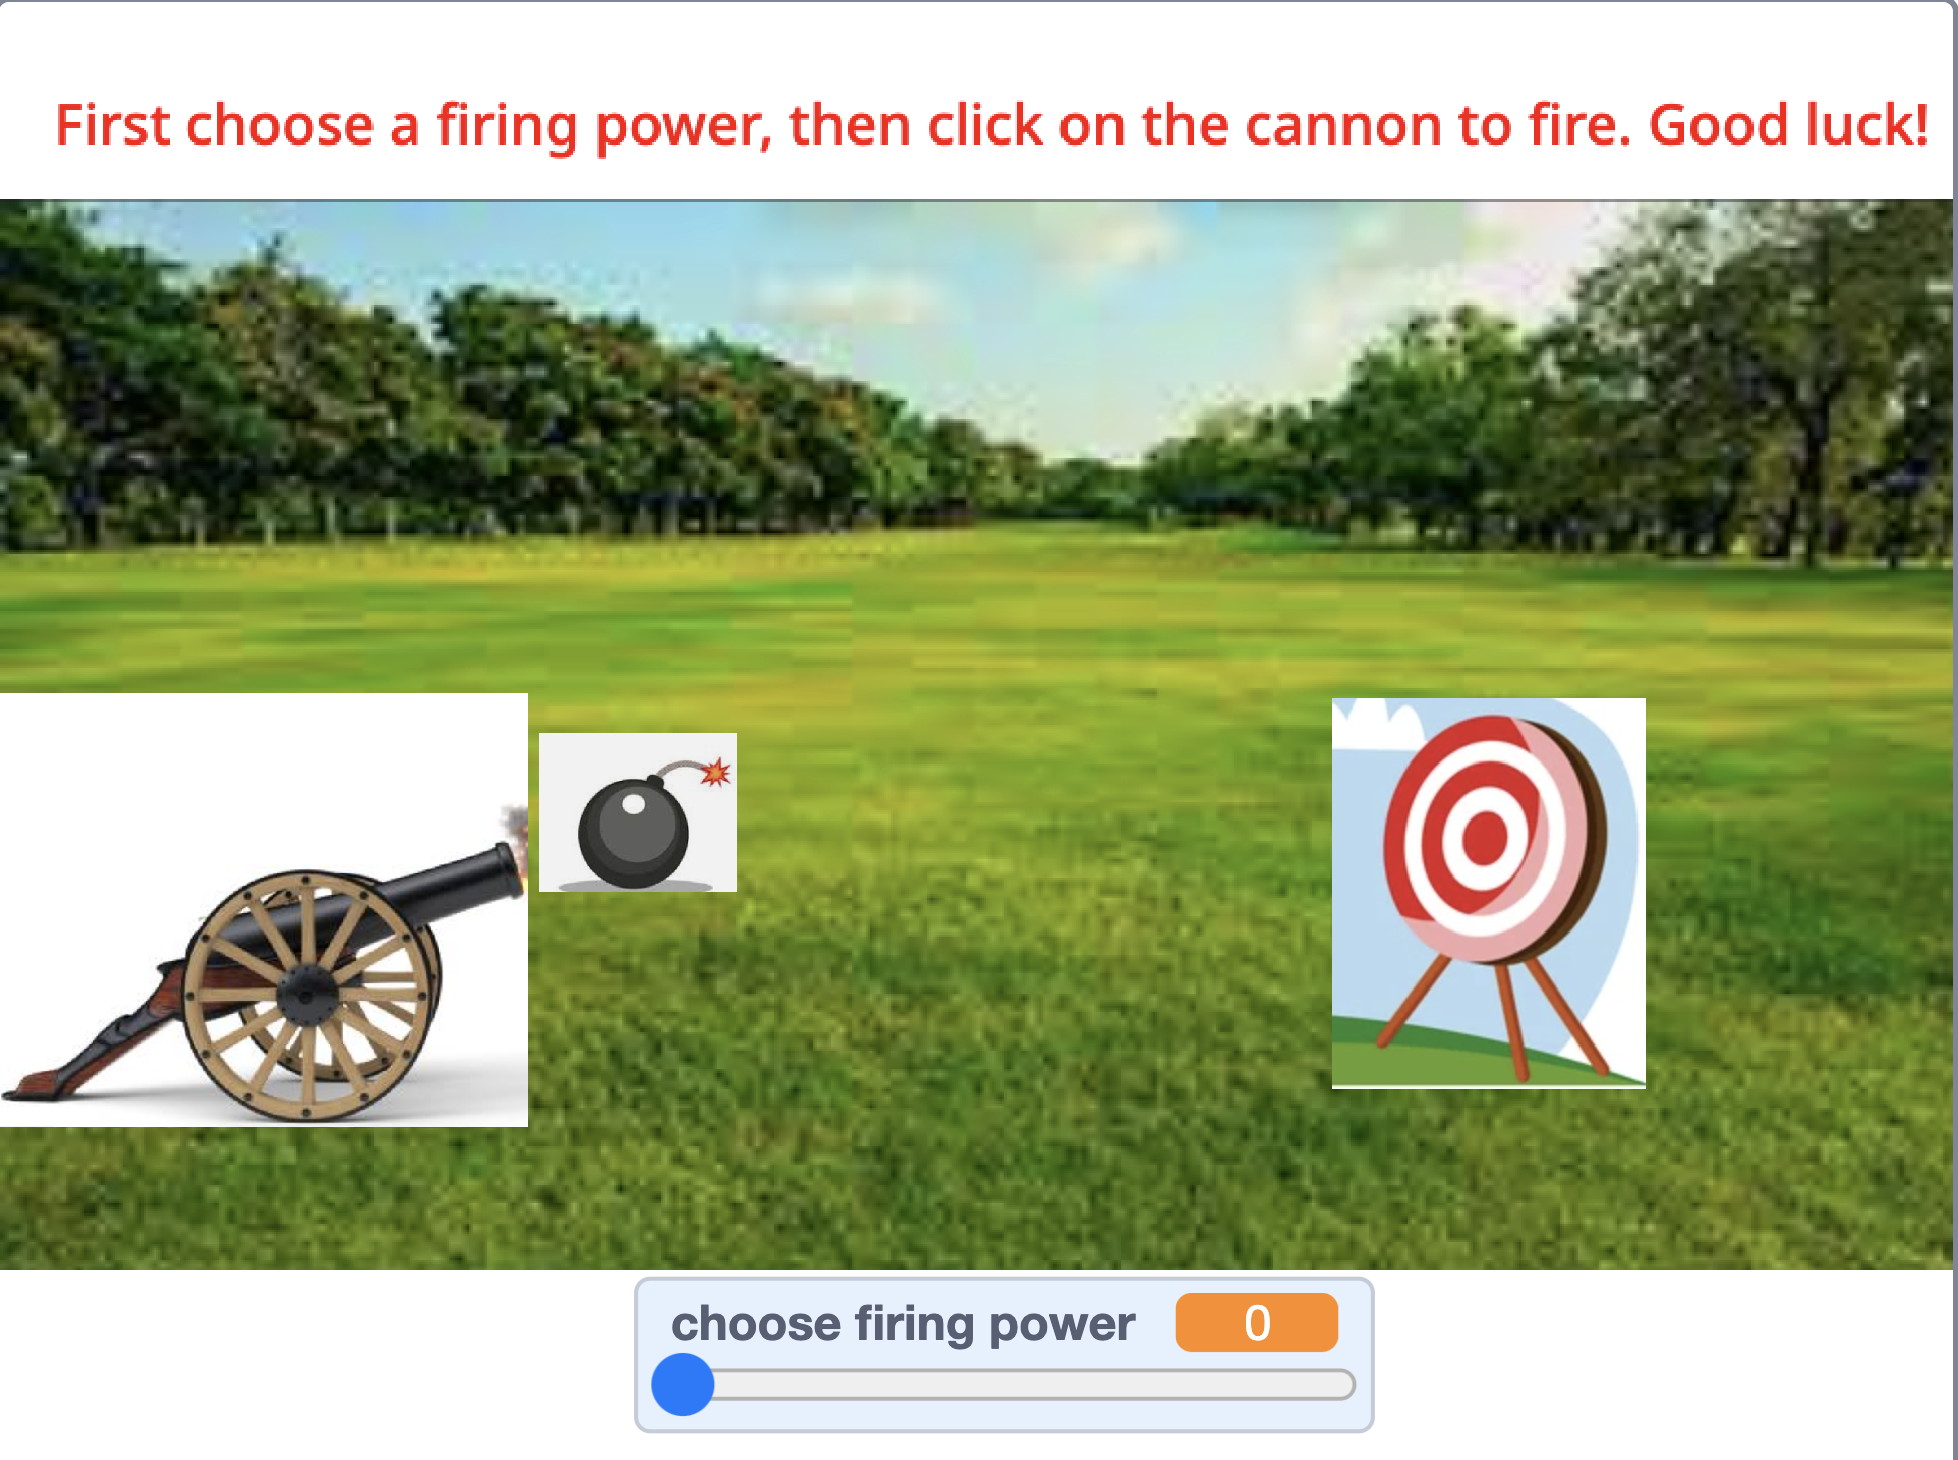 First choose a firing power, then click on the cannon to fire. Good luck!
choose firing power 0